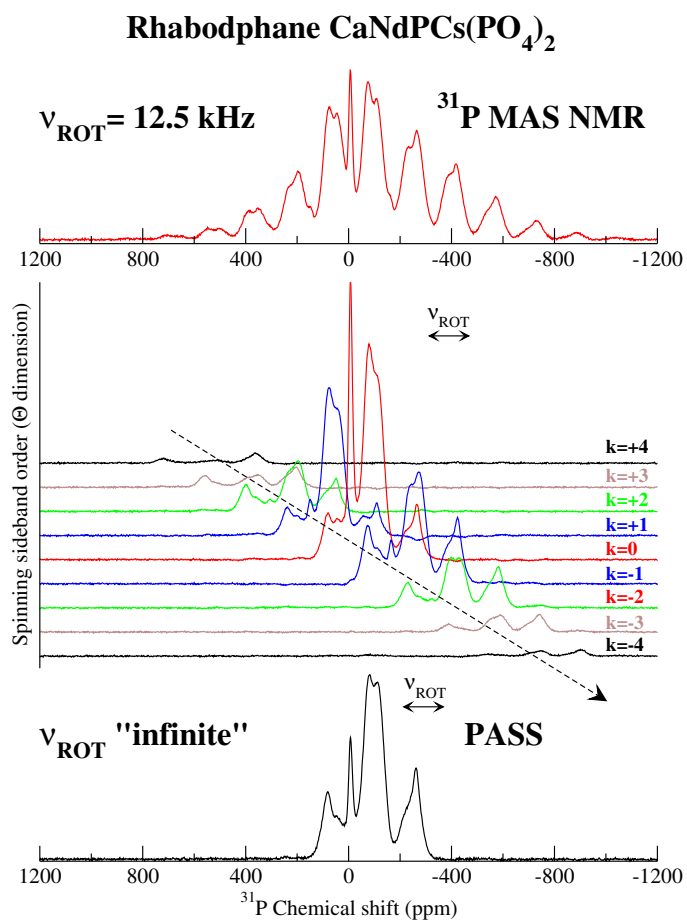 Rhabodphane CaNdPCs(PO4)2
νROT= 12.5 kHz
31P MAS NMR
1200 800 400 0 -400 -800 -1200
νROT
Spinning sideband order (Θ dimension)
k=+4
k=+3
k=+2
k=+1
k=0
k=-1
k=-2
k=-3
k=-4
νROT
νROT "infinite"
PASS
1200 800 400 0 -400 -800 -1200
31P Chemical shift (ppm)